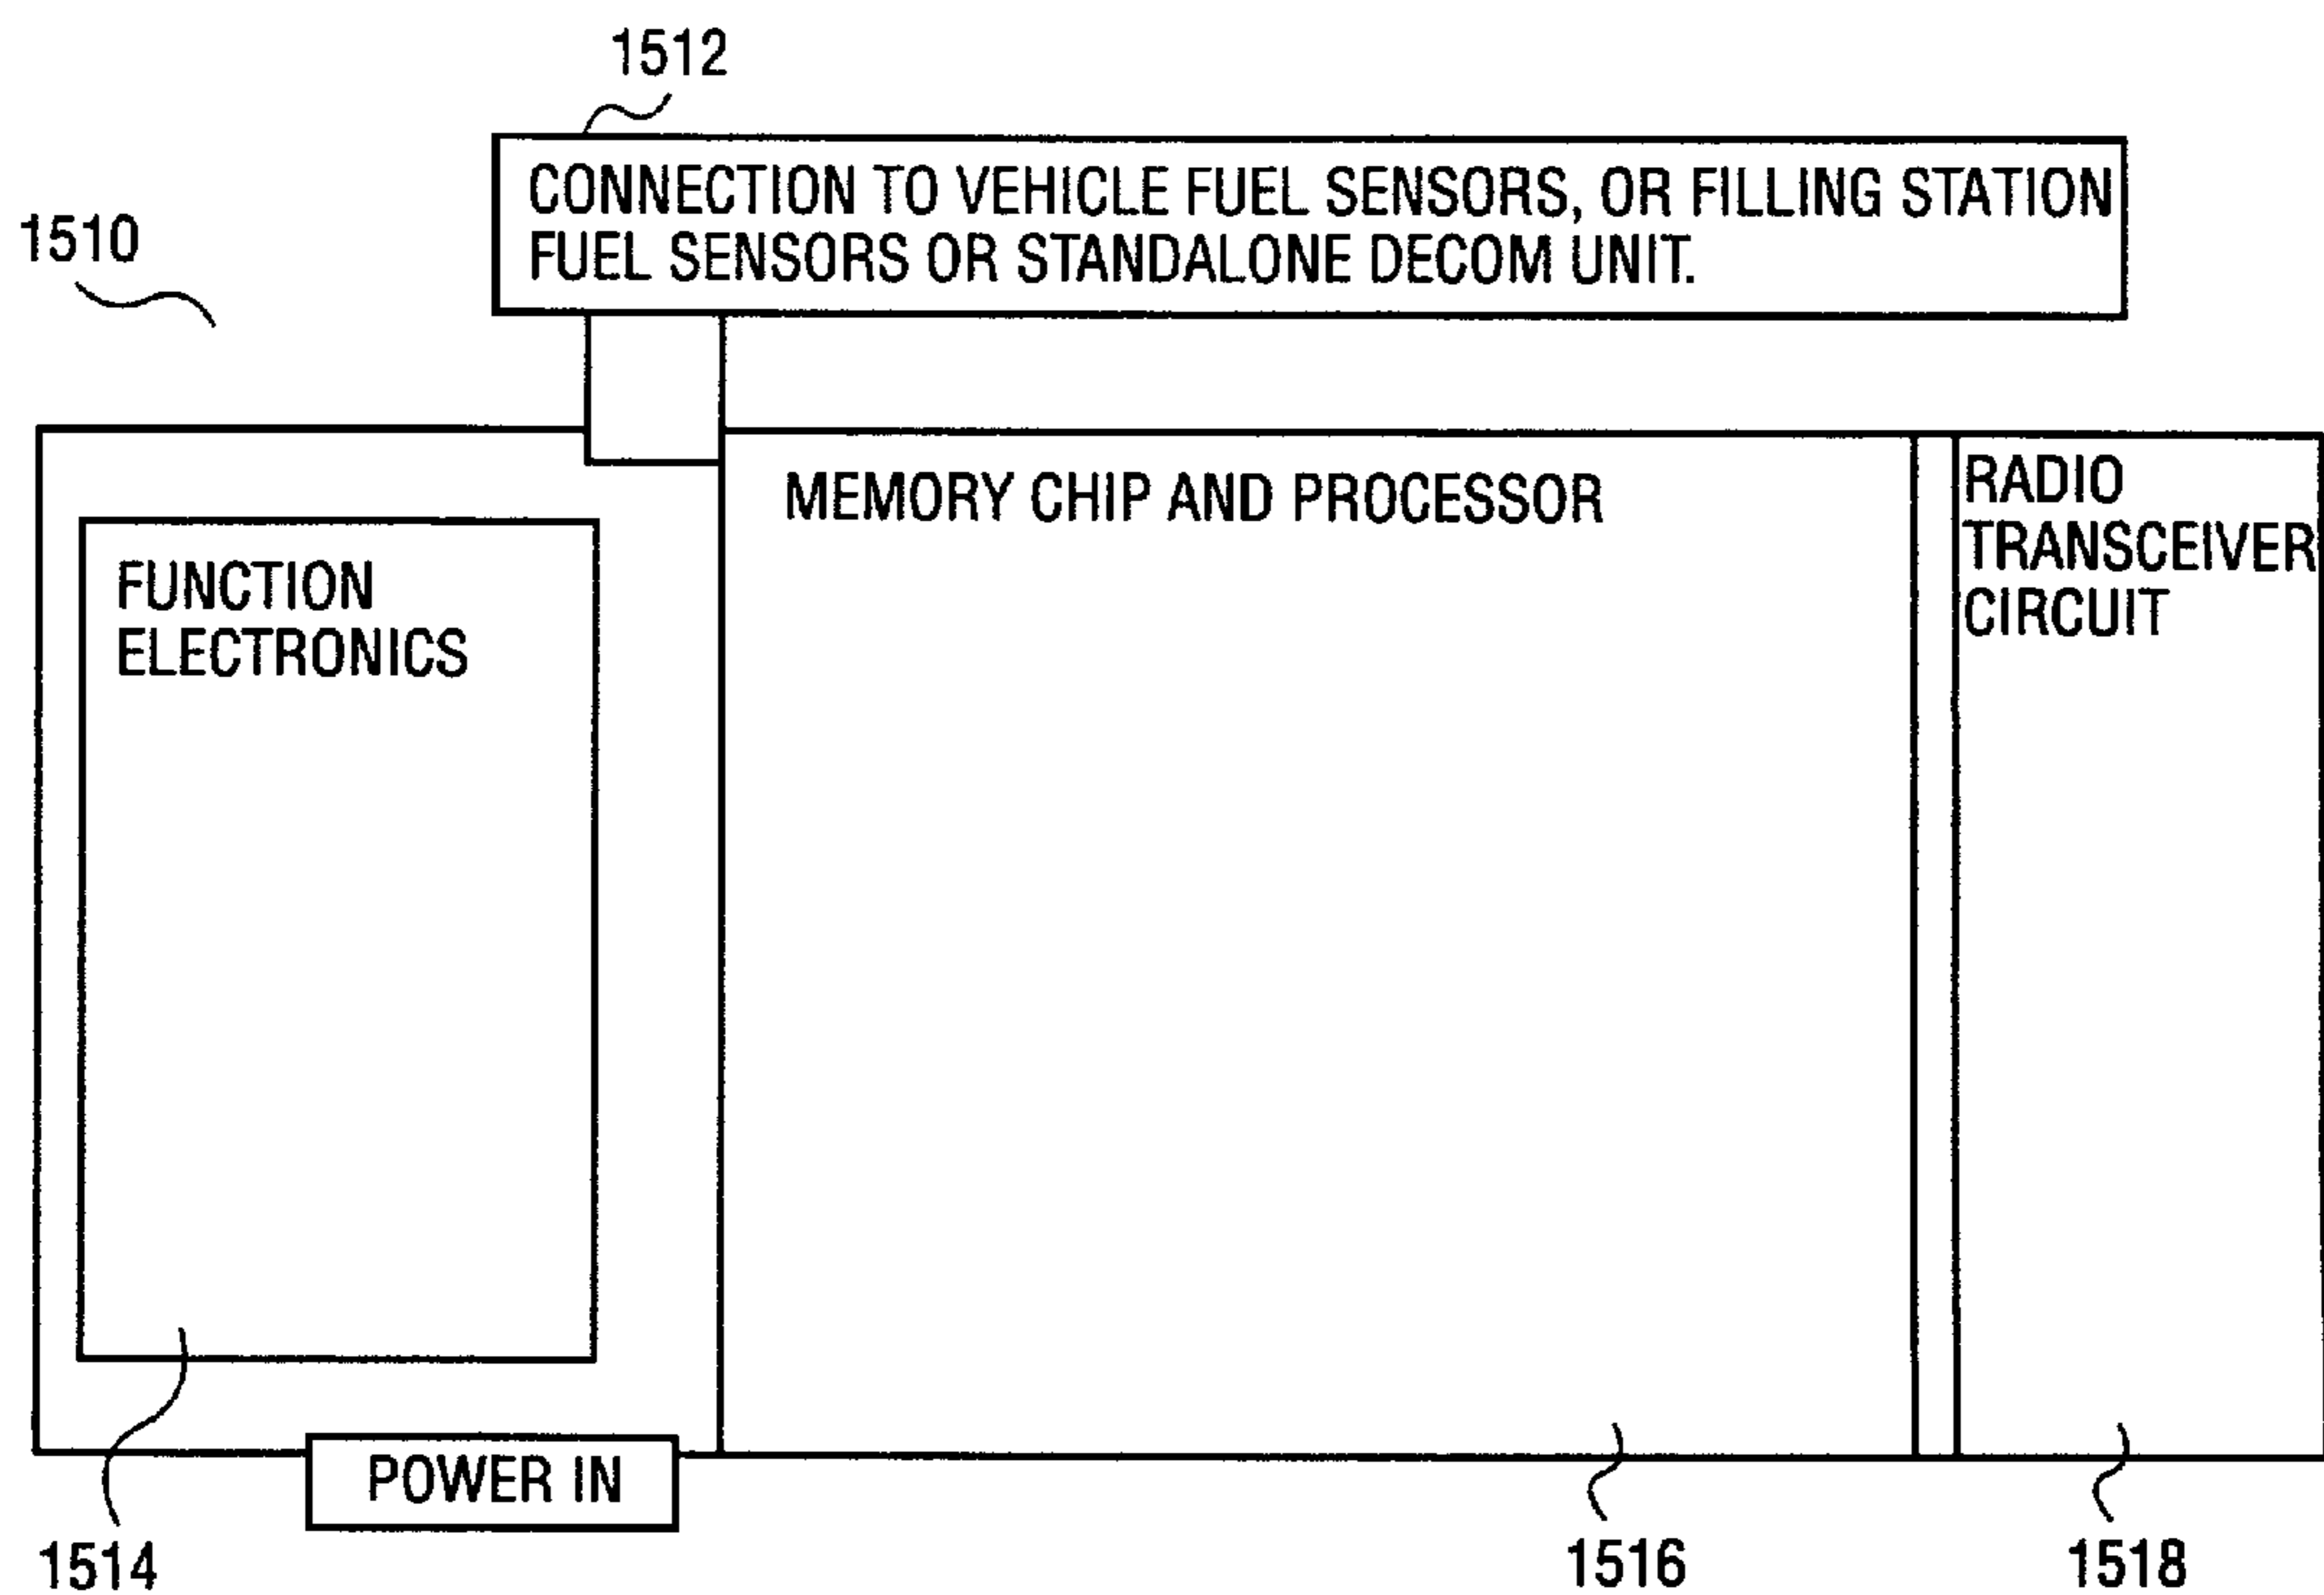 1512
CONNECTION TO VEHICLE FUEL SENSORS, OR FILLING STATION
FUEL SENSORS OR STANDALONE DECOM UNIT.
1510
MEMORY CHIP AND PROCESSOR
RADIO
TRANSCEIVER
CIRCUIT
FUNCTION
ELECTRONICS
POWER IN
1514
1516
1518